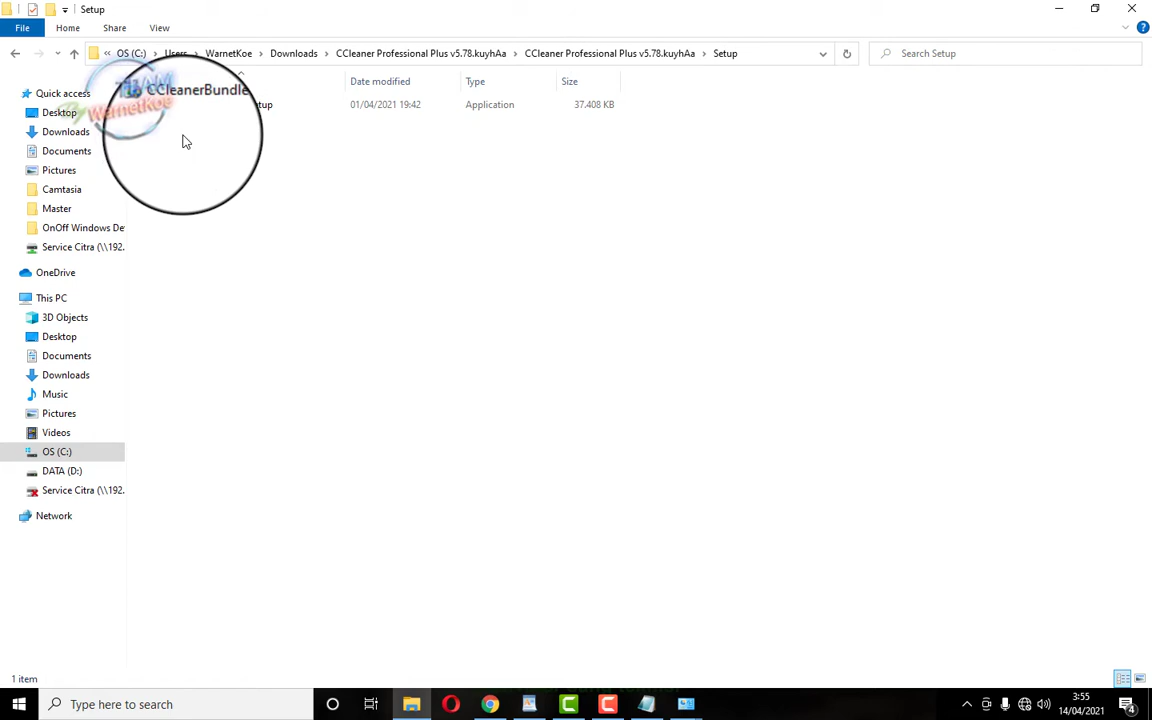 Setup
File
Home
Share
View
« OS (C:) > Users > WarnetKoe > Downloads > CCleaner Professional Plus v5.78.kuyhAa > CCleaner Professional Plus v5.78.kuyhAa > Setup
Search Setup
Date modified
Type
Size
CCleanerBundle
01/04/2021 19:42
Application
37.408 KB
By WarnetKoe
Quick access
Desktop
Downloads
Documents
Pictures
Camtasia
Master
OnOff Windows De
Service Citra (\\192.
OneDrive
This PC
3D Objects
Desktop
Documents
Downloads
Music
Pictures
Videos
OS (C:)
DATA (D:)
Service Citra (\\192.
Network
1 item
Type here to search
3:55
14/04/2021
4